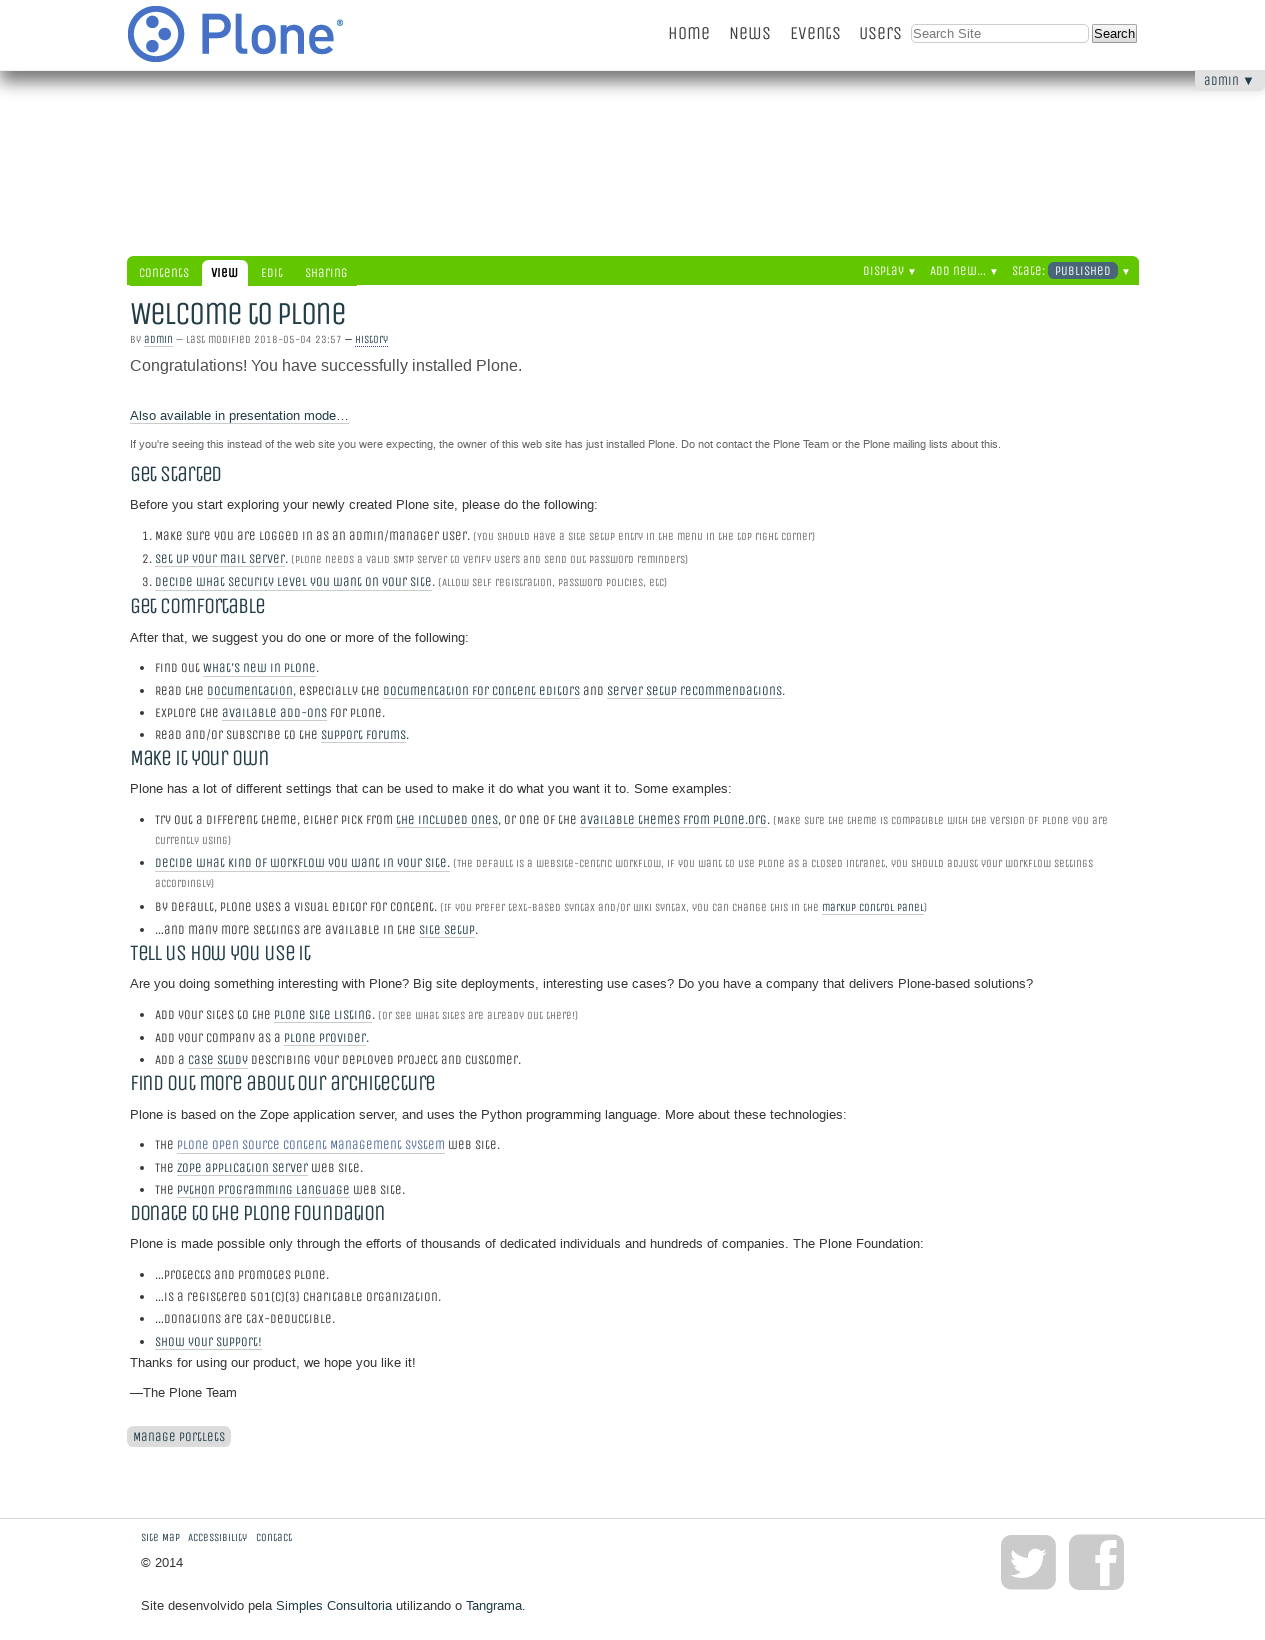 Plone®
Home News Events Users Search Site Search
admin ▼
Contents View Edit Sharing Display ▼ Add new… ▼ State: Published ▼
Welcome to Plone
by admin — last modified 2018-05-04 23:57 — History
Congratulations! You have successfully installed Plone.
Also available in presentation mode…
If you're seeing this instead of the web site you were expecting, the owner of this web site has just installed Plone. Do not contact the Plone Team or the Plone mailing lists about this.
Get started
Before you start exploring your newly created Plone site, please do the following:
1. Make sure you are logged in as an admin/manager user. (You should have a Site Setup entry in the menu in the top right corner)
2. Set up your mail server. (Plone needs a valid SMTP server to verify users and send out password reminders)
3. Decide what security level you want on your site. (Allow self registration, password policies, etc)
Get comfortable
After that, we suggest you do one or more of the following:
• Find out What's new in Plone.
• Read the documentation, especially the documentation for content editors and server setup recommendations.
• Explore the available add-ons for Plone.
• Read and/or subscribe to the support forums.
Make it your own
Plone has a lot of different settings that can be used to make it do what you want it to. Some examples:
• Try out a different theme, either pick from the included ones, or one of the available themes from plone.org. (Make sure the theme is compatible with the version of Plone you are
currently using)
• Decide what kind of workflow you want in your site. (The default is a website-centric workflow, if you want to use Plone as a closed intranet, you should adjust your workflow settings
accordingly)
• By default, Plone uses a visual editor for content. (If you prefer text-based syntax and/or wiki syntax, you can change this in the markup control panel)
• …and many more settings are available in the Site Setup.
Tell us how you use it
Are you doing something interesting with Plone? Big site deployments, interesting use cases? Do you have a company that delivers Plone-based solutions?
• Add your sites to the Plone site listing. (Or see what sites are already out there!)
• Add your company as a Plone provider.
• Add a case study describing your deployed project and customer.
Find out more about our architecture
Plone is based on the Zope application server, and uses the Python programming language. More about these technologies:
• The Plone open source Content Management System web site.
• The Zope application server web site.
• The Python programming language web site.
Donate to the Plone Foundation
Plone is made possible only through the efforts of thousands of dedicated individuals and hundreds of companies. The Plone Foundation:
• …protects and promotes Plone.
• …is a registered 501(c)(3) charitable organization.
• …donations are tax-deductible.
• Show your support!
Thanks for using our product, we hope you like it!
—The Plone Team
Manage portlets
Site Map Accessibility Contact
© 2014
Site desenvolvido pela Simples Consultoria utilizando o Tangrama.